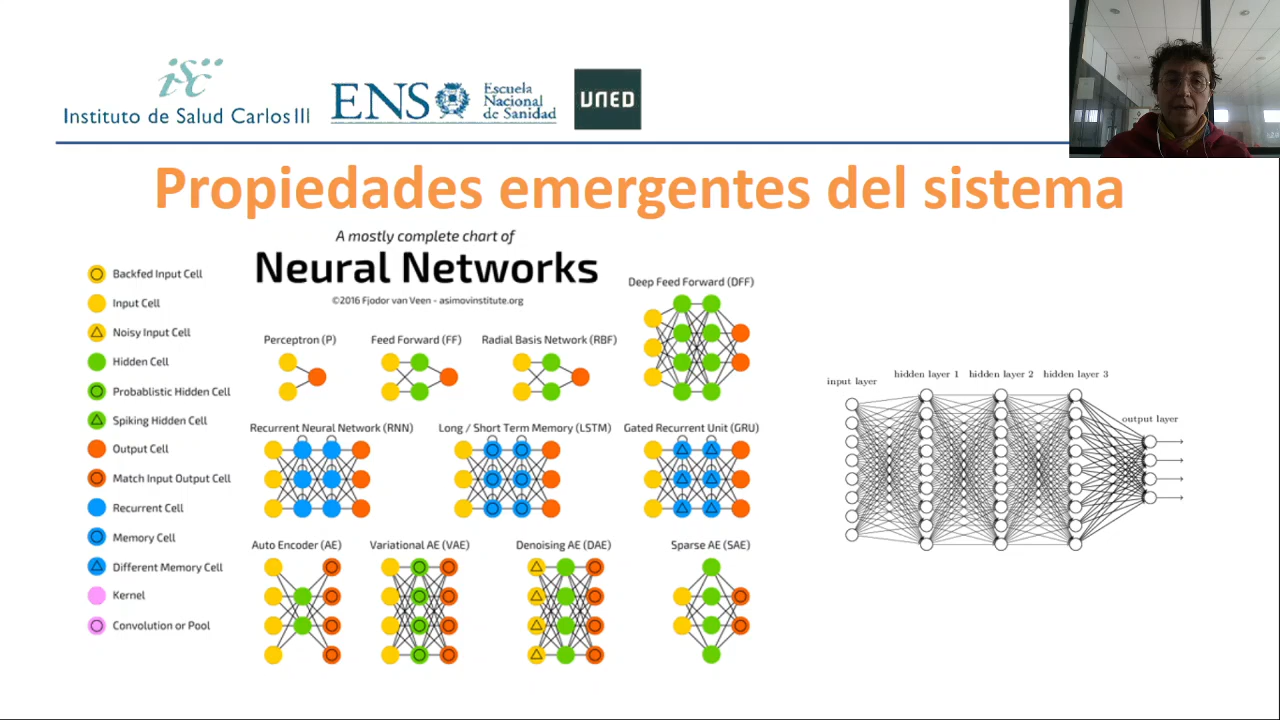 isc
Instituto de Salud Carlos III
ENS
Escuela
Nacional
de Sanidad
UNED
Propiedades emergentes del sistema
A mostly complete chart of
Neural Networks
©2016 Fjodor van Veen - asimovinstitute.org
Backfed Input Cell
Input Cell
Noisy Input Cell
Hidden Cell
Probablistic Hidden Cell
Spiking Hidden Cell
Output Cell
Match Input Output Cell
Recurrent Cell
Memory Cell
Different Memory Cell
Kernel
Convolution or Pool
Deep Feed Forward (DFF)
Perceptron (P)
Feed Forward (FF)
Radial Basis Network (RBF)
Recurrent Neural Network (RNN)
Long / Short Term Memory (LSTM)
Gated Recurrent Unit (GRU)
Auto Encoder (AE)
Variational AE (VAE)
Denoising AE (DAE)
Sparse AE (SAE)
input layer
hidden layer 1
hidden layer 2
hidden layer 3
output layer